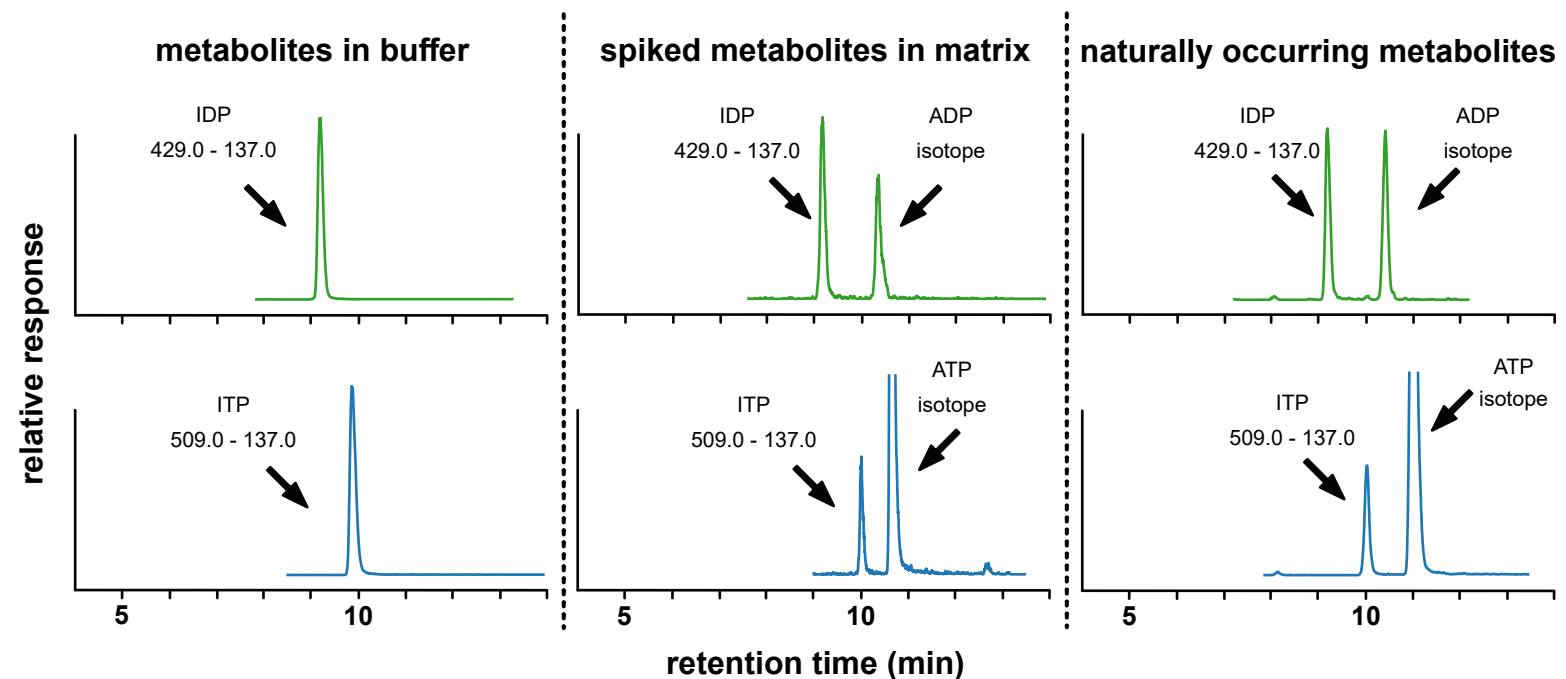 metabolites in buffer
spiked metabolites in matrix
naturally occurring metabolites
IDP
429.0 - 137.0
IDP
429.0 - 137.0
ADP
isotope
IDP
429.0 - 137.0
ADP
isotope
relative response
ITP
509.0 - 137.0
ITP
509.0 - 137.0
ATP
isotope
ITP
509.0 - 137.0
ATP
isotope
5
10
5
10
5
10
retention time (min)